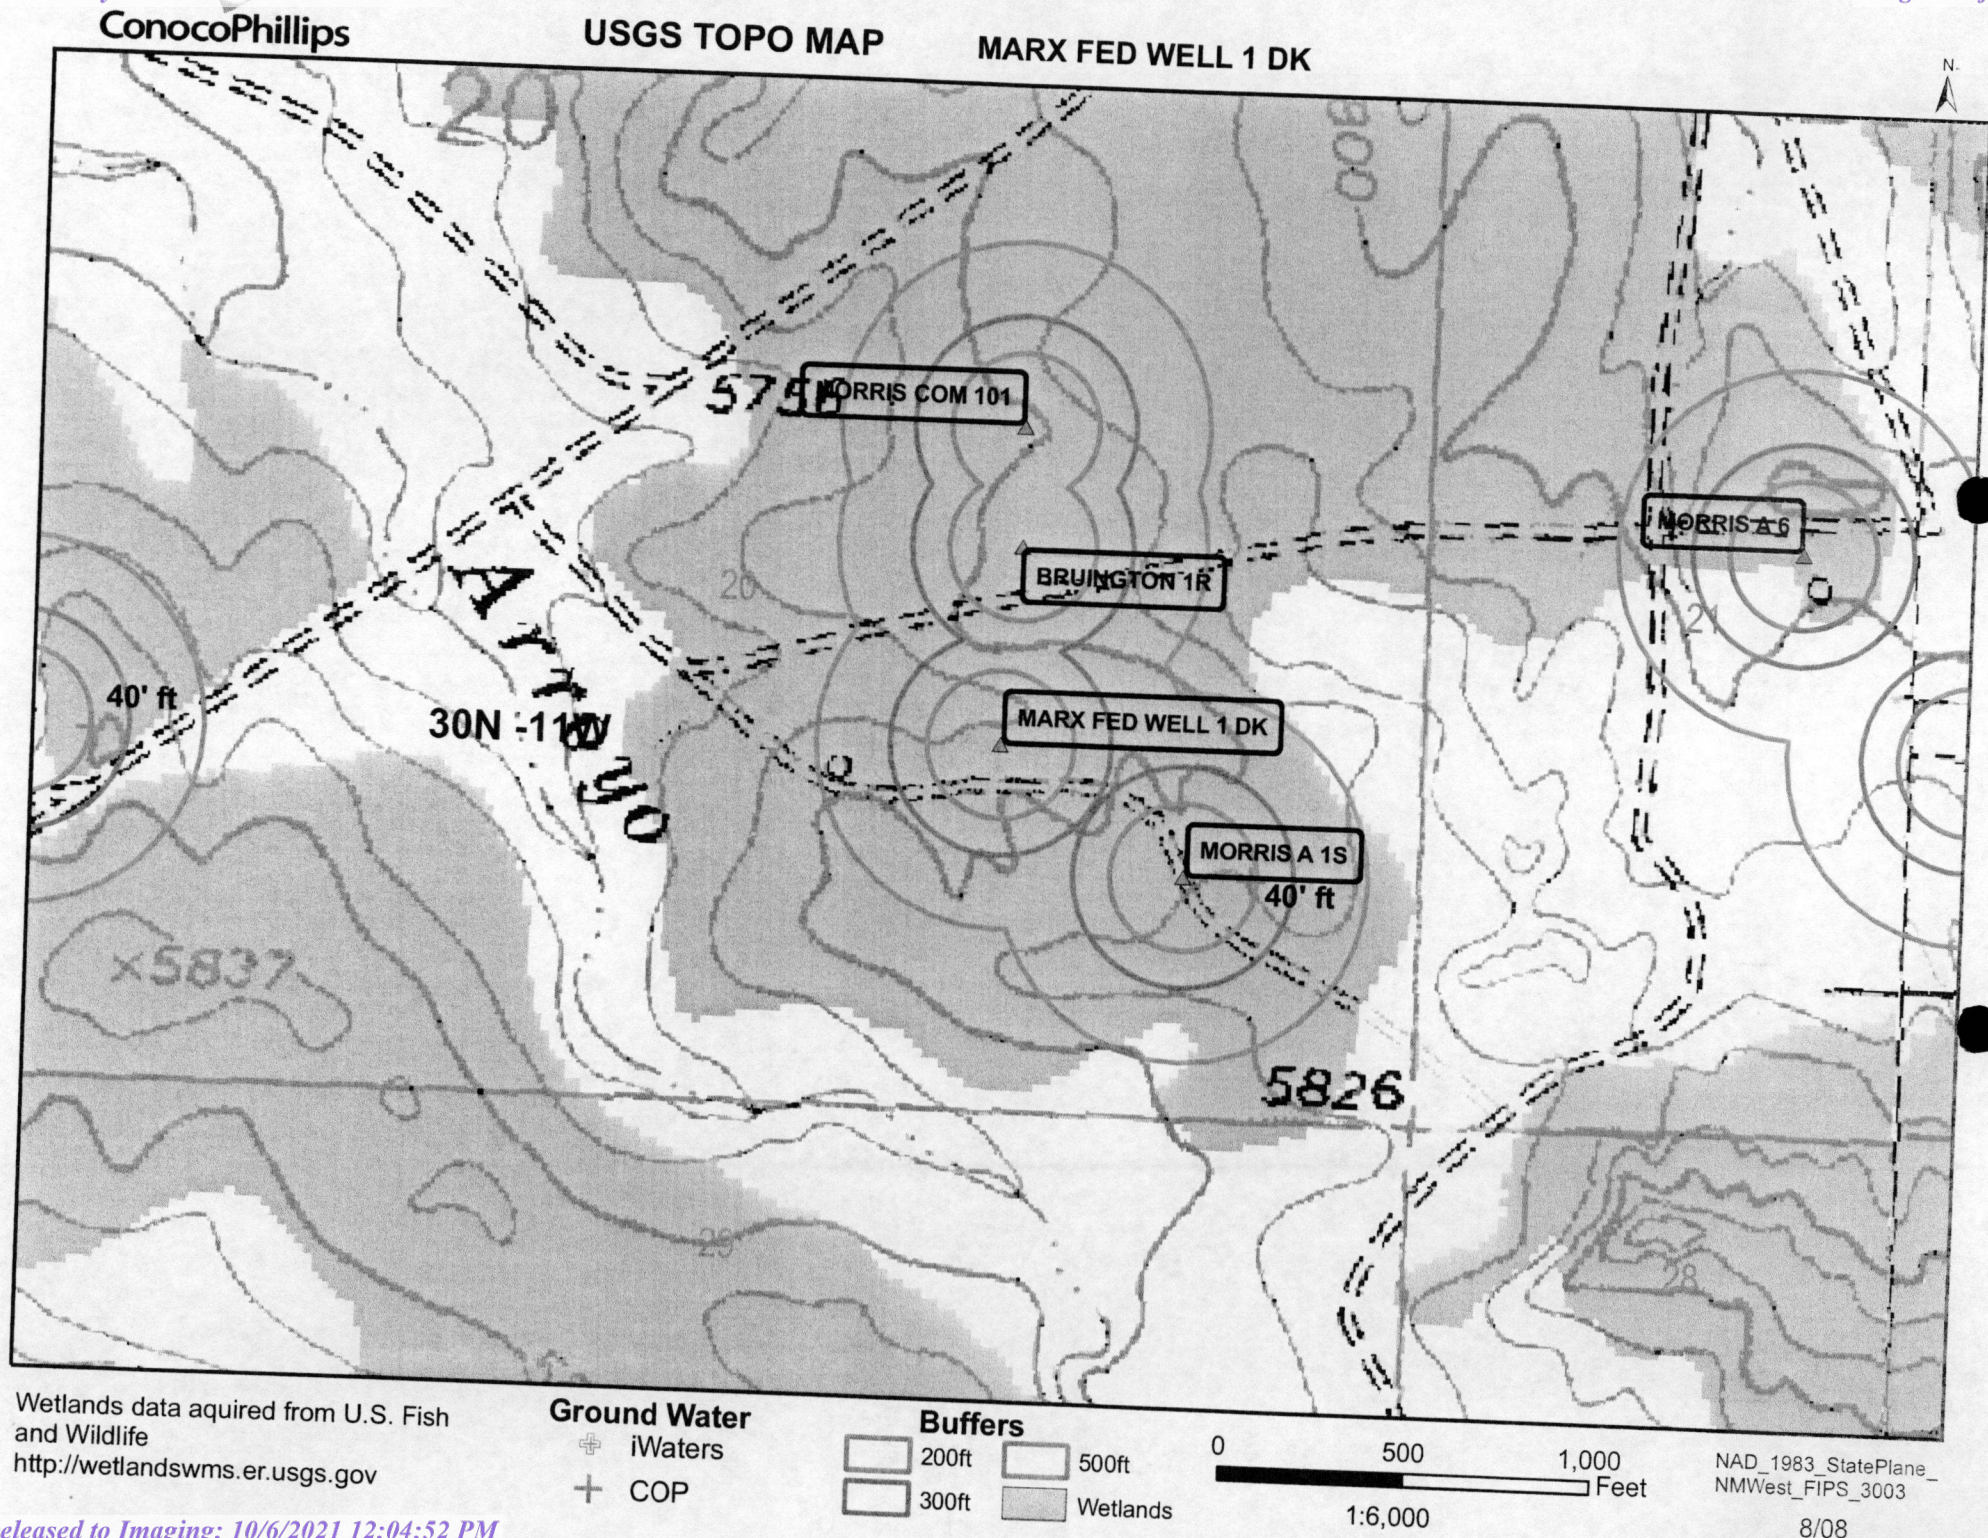 ConocoPhillips
USGS TOPO MAP
MARX FED WELL 1 DK
N
20
5900
MORRIS COM 101
MORRIS A 6
BRUINGTON 1R
20
21
Arroyo
40' ft
30N -11W
MARX FED WELL 1 DK
MORRIS A 1S
40' ft
×5837
5826
29
28
Wetlands data aquired from U.S. Fish
and Wildlife
http://wetlandswms.er.usgs.gov
Ground Water
iWaters
COP
Buffers
200ft
500ft
300ft
Wetlands
0
500
1,000
Feet
1:6,000
NAD_1983_StatePlane_
NMWest_FIPS_3003
8/08
eleased to Imaging: 10/6/2021 12:04:52 PM